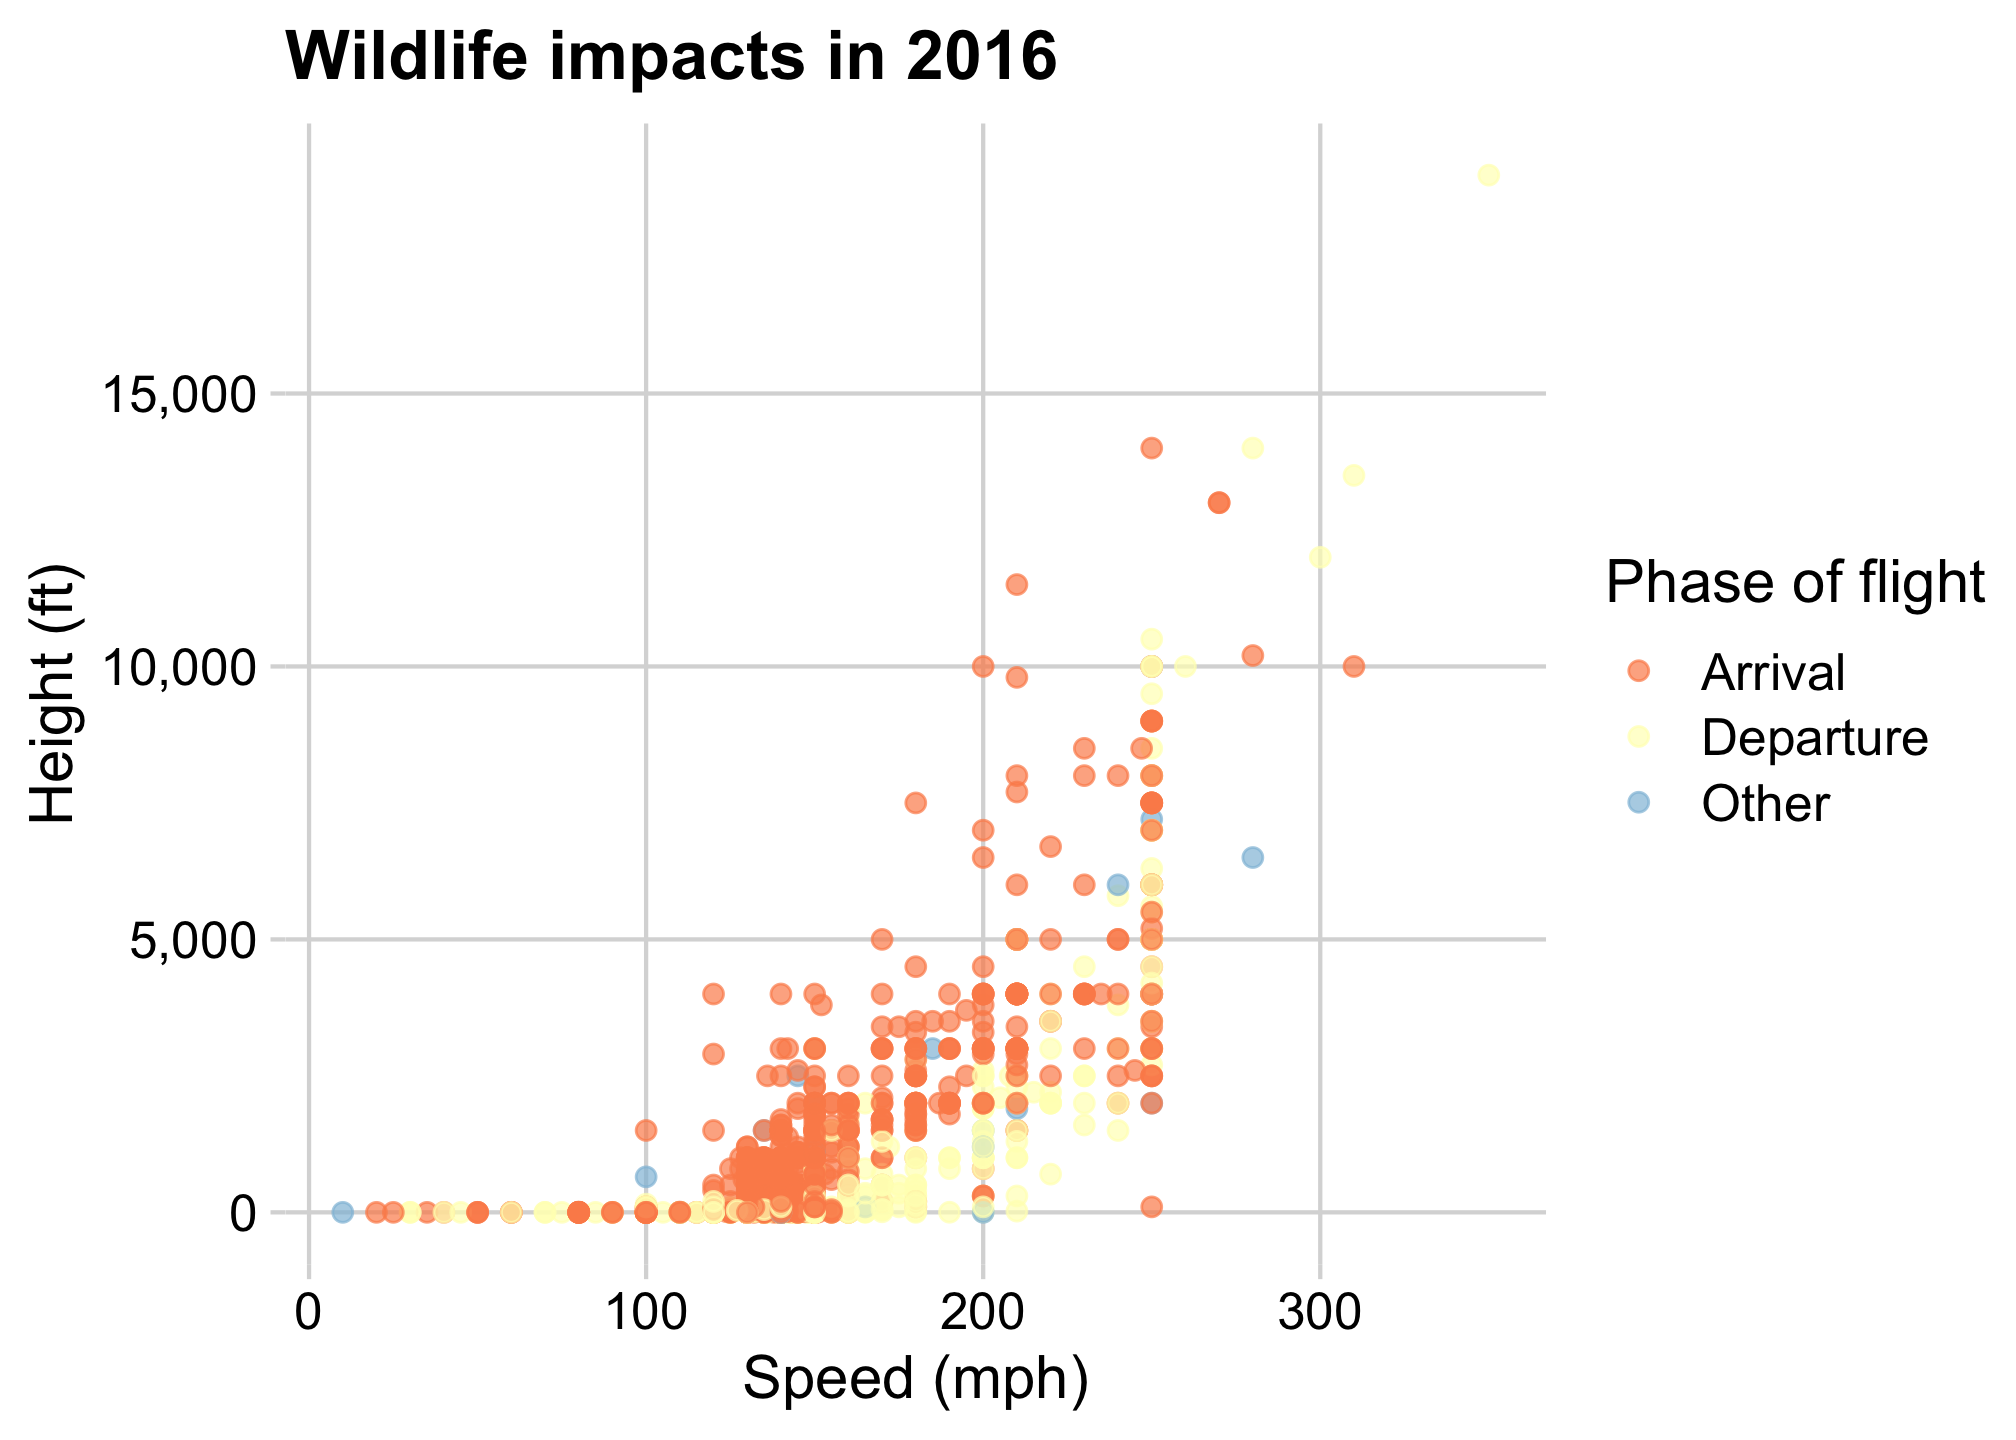 Wildlife impacts in 2016
15,000
10,000
5,000
0
Height (ft)
0
100
200
300
Speed (mph)
Phase of flight
Arrival
Departure
Other